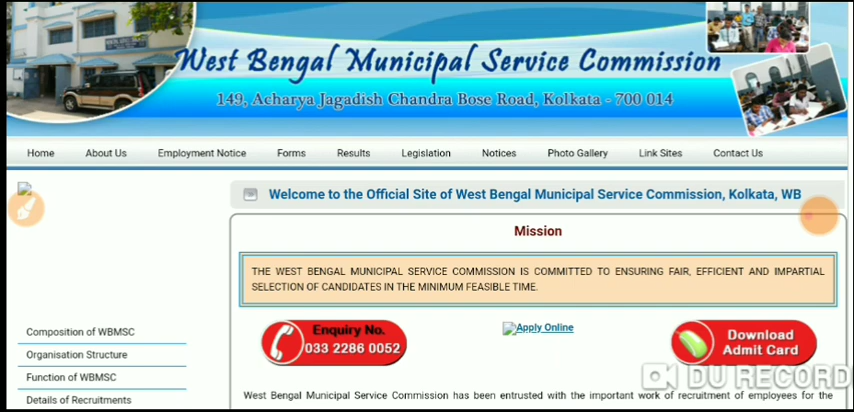 West Bengal Municipal Service Commission
149, Acharya Jagadish Chandra Bose Road, Kolkata - 700 014
Home About Us Employment Notice Forms Results Legislation Notices Photo Gallery Link Sites Contact Us
Welcome to the Official Site of West Bengal Municipal Service Commission, Kolkata, WB
Mission
THE WEST BENGAL MUNICIPAL SERVICE COMMISSION IS COMMITTED TO ENSURING FAIR, EFFICIENT AND IMPARTIAL
SELECTION OF CANDIDATES IN THE MINIMUM FEASIBLE TIME.
Enquiry No.
033 2286 0052
Apply Online
Download
Admit Card
Composition of WBMSC
Organisation Structure
Function of WBMSC
Details of Recruitments
DU RECORD
West Bengal Municipal Service Commission has been entrusted with the important work of recruitment of employees for the